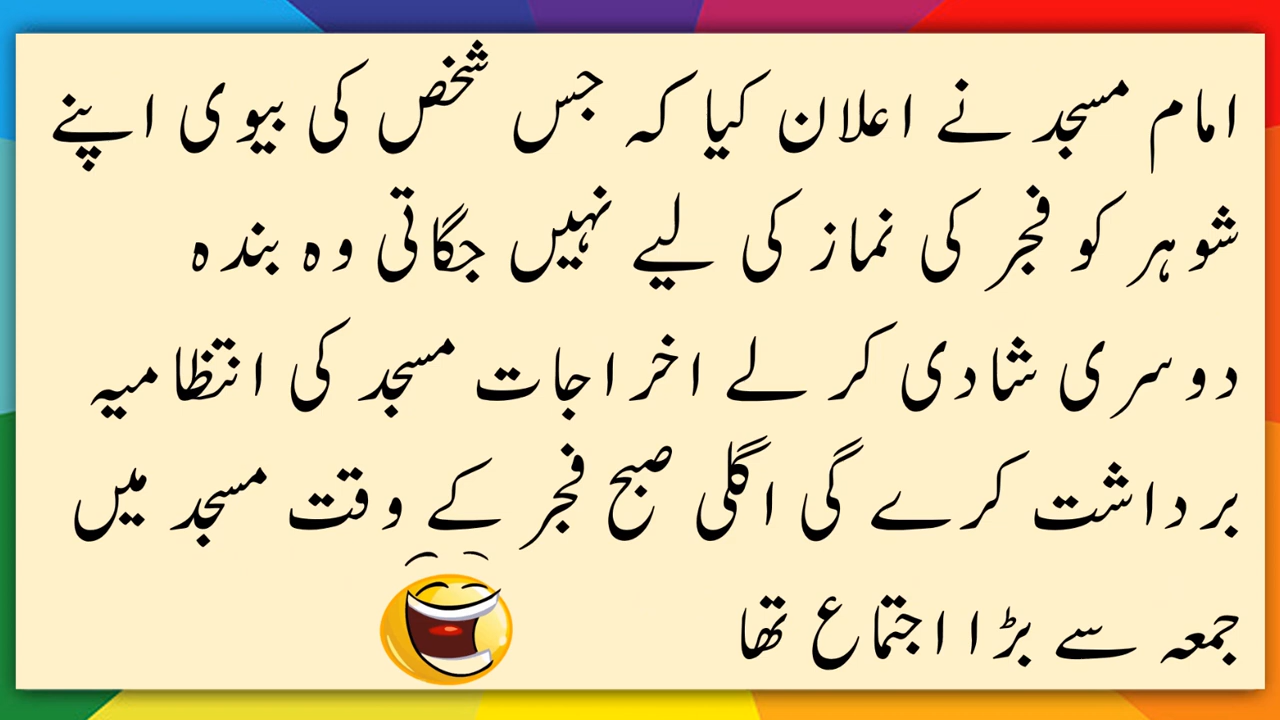 امام مسجد نے اعلان کیا کہ جس شخص کی بیوی اپنے
شوہر کو فجر کی نماز کی لیے نہیں جگاتی وہ بندہ
دوسری شادی کر لے اخراجات مسجد کی انتظامیہ
برداشت کرے گی اگلی صبح فجر کے وقت مسجد میں
جمعہ سے بڑا اجتماع تھا